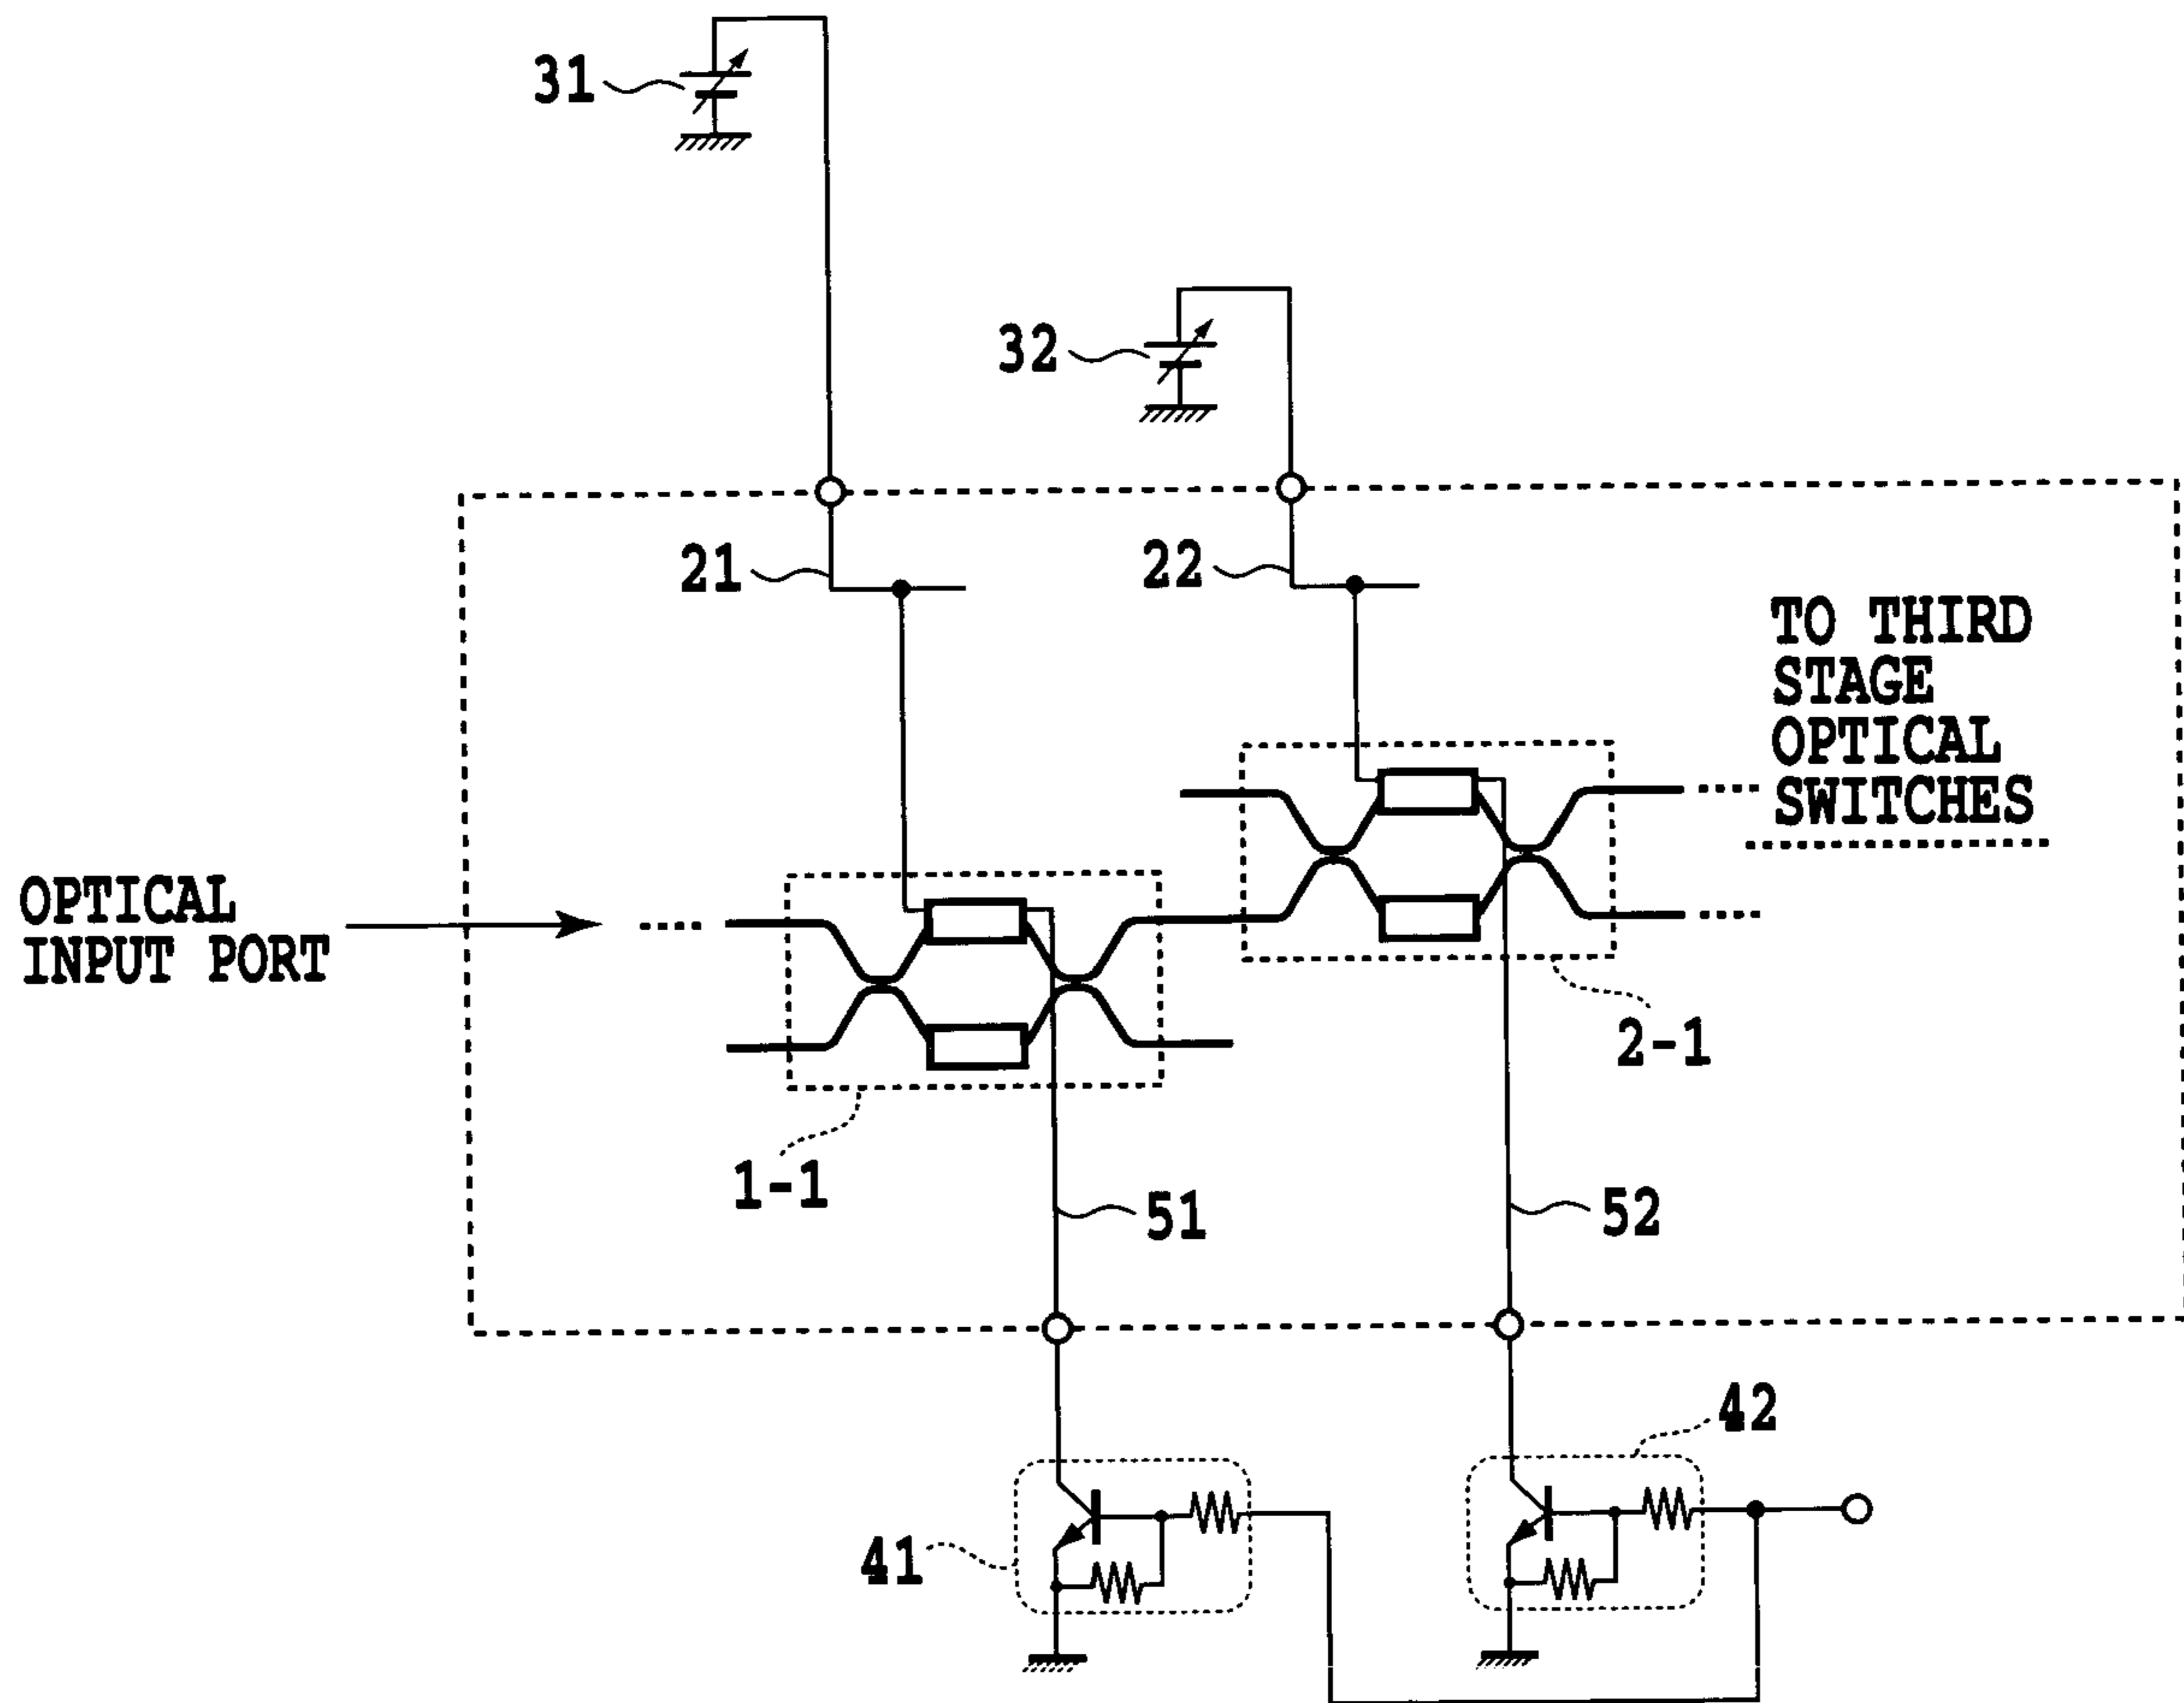 31
32
21
22
TO THIRD
STAGE
OPTICAL
SWITCHES
OPTICAL
INPUT PORT
2-1
1-1
51
52
42
41